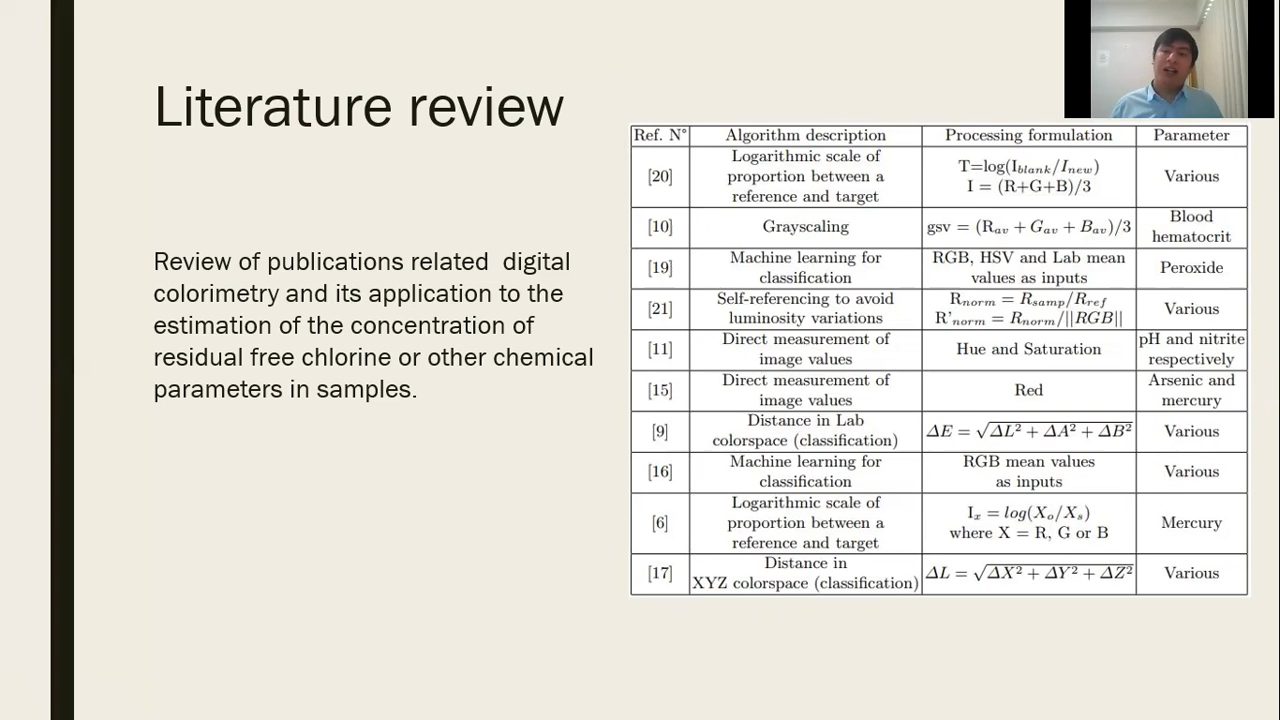 Literature review
Review of publications related  digital
colorimetry and its application to the
estimation of the concentration of
residual free chlorine or other chemical
parameters in samples.
Ref. N° Algorithm description Processing formulation Parameter
[20] Logarithmic scale of proportion between a reference and target T=log(I_blank/I_new) I = (R+G+B)/3 Various
[10] Grayscaling gsv = (R_av + G_av + B_av)/3 Blood hematocrit
[19] Machine learning for classification RGB, HSV and Lab mean values as inputs Peroxide
[21] Self-referencing to avoid luminosity variations R_norm = R_samp/R_ref R'_norm = R_norm/||RGB|| Various
[11] Direct measurement of image values Hue and Saturation pH and nitrite respectively
[15] Direct measurement of image values Red Arsenic and mercury
[9] Distance in Lab colorspace (classification) ΔE = √ΔL² + ΔA² + ΔB² Various
[16] Machine learning for classification RGB mean values as inputs Various
[6] Logarithmic scale of proportion between a reference and target I_x = log(X_o/X_s) where X = R, G or B Mercury
[17] Distance in XYZ colorspace (classification) ΔL = √ΔX² + ΔY² + ΔZ² Various